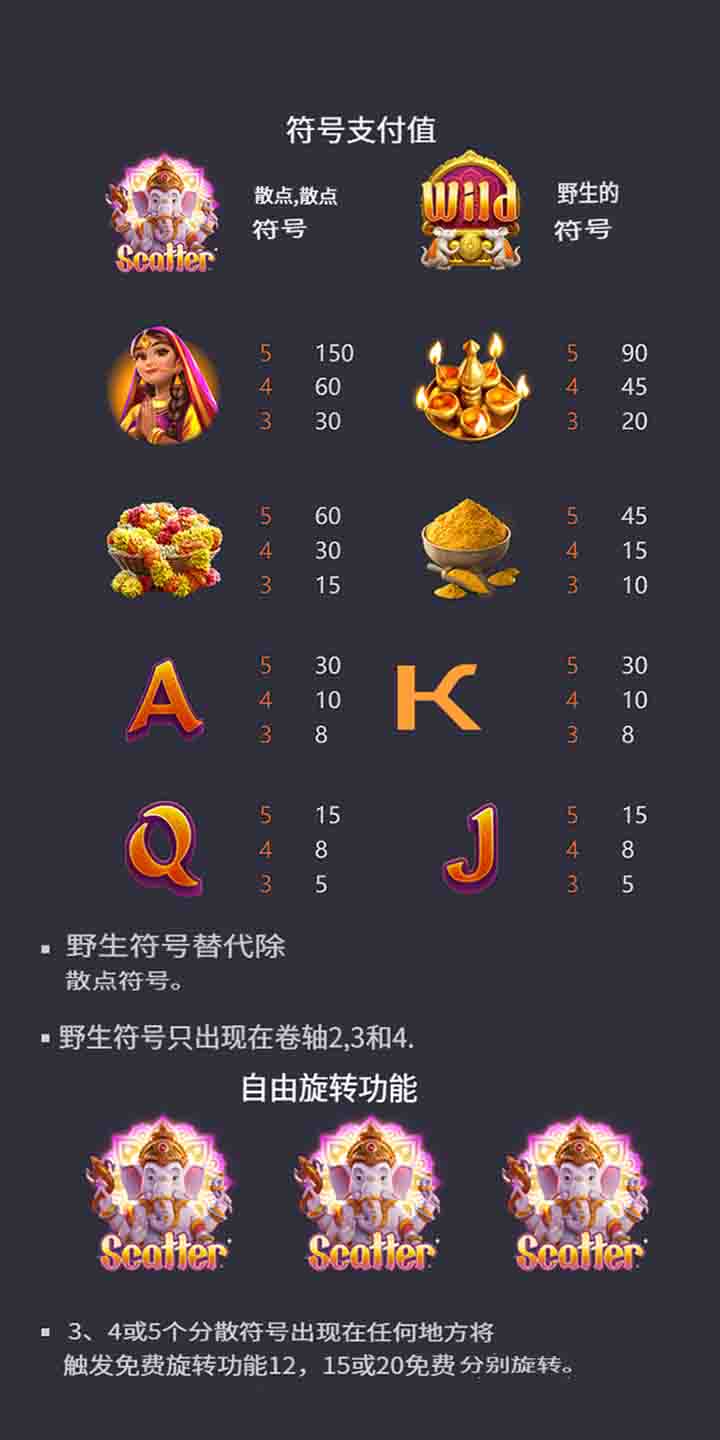 符号支付值
Scatter
散点,散点
符号
Wild
野生的
符号
5 150
4 60
3 30
5 90
4 45
3 20
5 60
4 30
3 15
5 45
4 15
3 10
A
5 30
4 10
3 8
K
5 30
4 10
3 8
Q
5 15
4 8
3 5
J
5 15
4 8
3 5
▪ 野生符号替代除
散点符号。
▪ 野生符号只出现在卷轴2,3和4.
自由旋转功能
Scatter Scatter Scatter
▪ 3、4或5个分散符号出现在任何地方将
触发免费旋转功能12，15或20免费分别旋转。